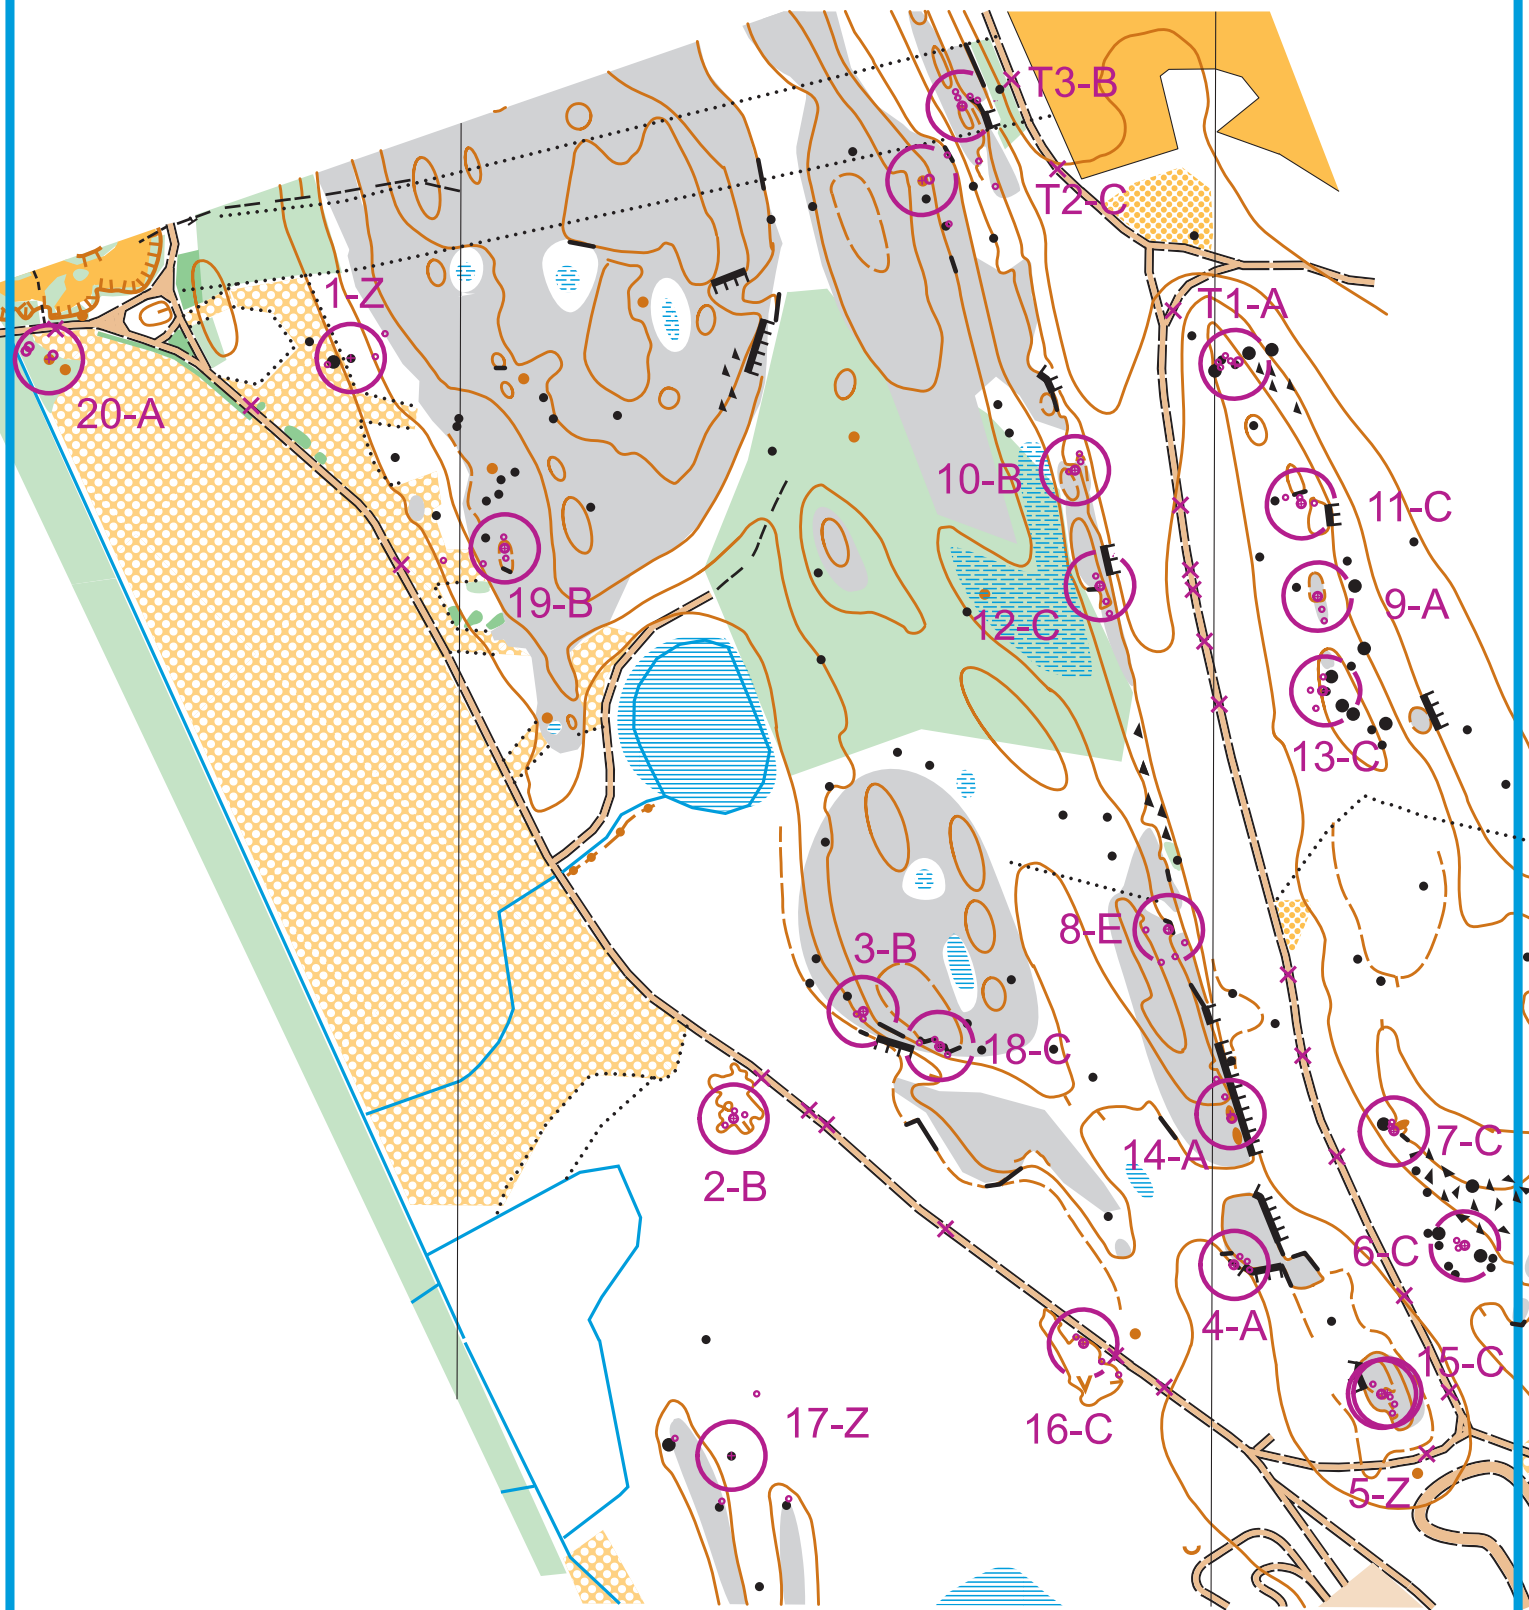 T3-B
T2-C
1-Z
T1-A
20-A
10-B
11-C
19-B
9-A
12-C
13-C
8-E
3-B
18-C
14-A
7-C
2-B
6-C
4-A
15-C
17-Z
16-C
5-Z